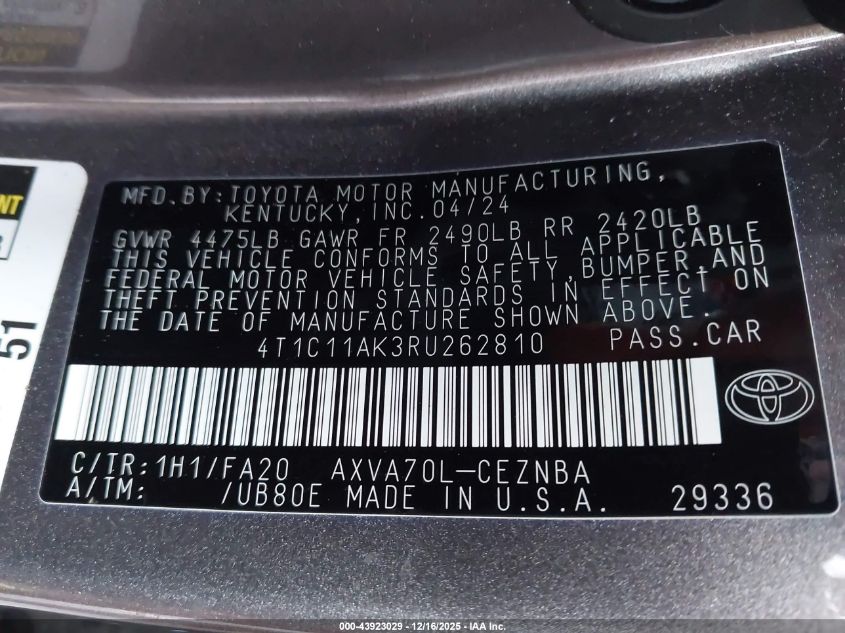 MFD.BY:TOYOTA MOTOR MANUFACTURING,
KENTUCKY,INC.04/24
GVWR 4475LB GAWR FR 2490LB RR 2420LB
THIS VEHICLE CONFORMS TO ALL APPLICABLE
FEDERAL MOTOR VEHICLE SAFETY,BUMPER,AND
THEFT PREVENTION STANDARDS IN EFFECT ON
THE DATE OF MANUFACTURE SHOWN ABOVE.
4T1C11AK3RU262810 PASS.CAR
C/TR:1H1/FA20 AXVA70L-CEZNBA
A/TM: /UB80E MADE IN U.S.A. 29336
51
000-43923029 - 12/16/2025 - IAA Inc.